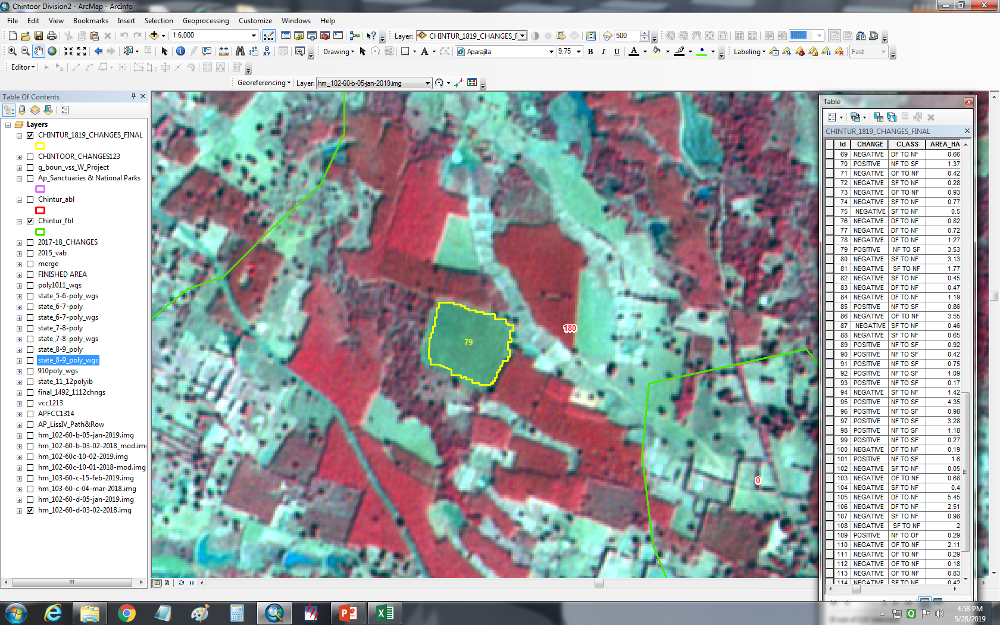 Chintoor Division2 - ArcMap - ArcInfo
File Edit View Bookmarks Insert Selection Geoprocessing Customize Windows Help
1:6,000 Layer: CHINTUR_1819_CHANGES_F 500 100%
Drawing Aparajita 9.75 B I U A Labeling Fast
Editor
Georeferencing Layer: hm_102-60-b-05-jan-2019.img
Table Of Contents
Layers
CHINTUR_1819_CHANGES_FINAL
CHINTOOR_CHANGES123
g_boun_vss_W_Project
Ap_Sanctuaries & National Parks
Chintur_abl
Chintur_fbl
2017-18_CHANGES
2015_vab
merge
FINISHED AREA
poly1011_wgs
state_5-6-poly_wgs
state_6-7-poly
state_6-7-poly_wgs
state_7-8-poly
state_7-8-poly_wgs
state_8-9_poly
state_8-9_poly_wgs
910poly_wgs
state_11_12polyib
final_1492_1112chngs
vcc1213
APFCC1314
AP_LissIV_Path&Row
hm_102-60-b-05-jan-2019.img
hm_102-60-b-03-02-2018_mod.img
hm_102-60c-10-02-2019.img
hm_102-60c-10-01-2018-mod.img
hm_103-60-c-15-feb-2019.img
hm_103-60-c-04-mar-2018.img
hm_102-60-d-05-jan-2019.img
hm_102-60-d-03-02-2018.img
180
79
0
Table
CHINTUR_1819_CHANGES_FINAL
Id CHANGE CLASS AREA_HA
69 NEGATIVE DF TO NF 0.66
70 POSITIVE NF TO SF 1.37
71 NEGATIVE OF TO NF 0.42
72 NEGATIVE SF TO NF 0.28
73 NEGATIVE OF TO NF 0.93
74 NEGATIVE SF TO NF 0.77
75 NEGATIVE SF TO NF 0.5
76 NEGATIVE DF TO NF 0.82
77 NEGATIVE DF TO NF 0.72
78 NEGATIVE DF TO NF 1.27
79 POSITIVE NF TO SF 3.53
80 NEGATIVE SF TO NF 3.13
81 NEGATIVE SF TO NF 1.77
82 NEGATIVE SF TO NF 0.45
83 NEGATIVE DF TO NF 0.47
84 NEGATIVE DF TO NF 1.19
85 POSITIVE NF TO SF 0.86
86 NEGATIVE OF TO NF 3.55
87 NEGATIVE SF TO NF 0.46
88 NEGATIVE SF TO NF 0.65
89 POSITIVE NF TO SF 0.92
90 POSITIVE NF TO SF 0.42
91 POSITIVE NF TO SF 0.75
92 POSITIVE NF TO SF 1.09
93 POSITIVE NF TO SF 0.17
94 NEGATIVE SF TO NF 1.42
95 POSITIVE NF TO SF 4.35
96 POSITIVE NF TO SF 0.98
97 POSITIVE NF TO SF 3.28
98 POSITIVE NF TO SF 1.18
99 POSITIVE NF TO SF 0.27
100 NEGATIVE DF TO NF 0.19
101 POSITIVE NF TO SF 1.6
102 NEGATIVE SF TO NF 0.05
103 NEGATIVE OF TO NF 0.68
104 NEGATIVE SF TO NF 0.4
105 NEGATIVE DF TO NF 5.45
106 NEGATIVE DF TO NF 2.51
107 NEGATIVE SF TO NF 0.98
108 NEGATIVE SF TO NF 2
109 POSITIVE NF TO OF 0.29
110 NEGATIVE OF TO NF 2.11
111 NEGATIVE OF TO NF 0.29
112 NEGATIVE OF TO NF 0.18
113 NEGATIVE OF TO NF 0.83
114 NEGATIVE SF TO NF 0.42
4:58 PM
5/28/2019